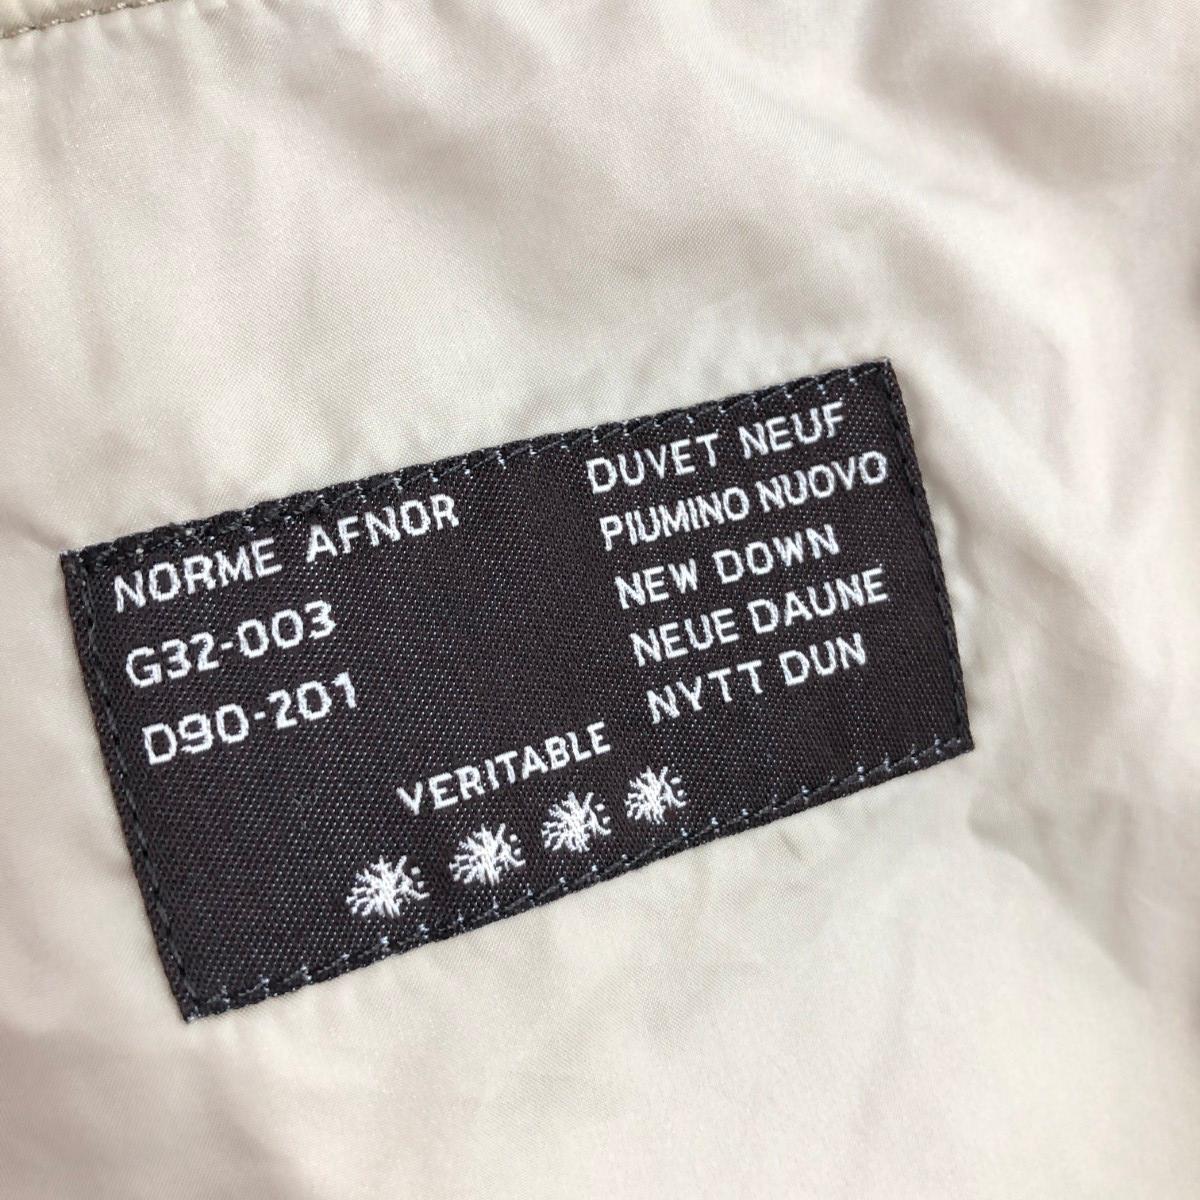 NORME AFNOR
G32-003
D90-201
DUVET NEUF
PIUMINO NUOVO
NEW DOWN
NEUE DAUNE
NYTT DUN
VERITABLE